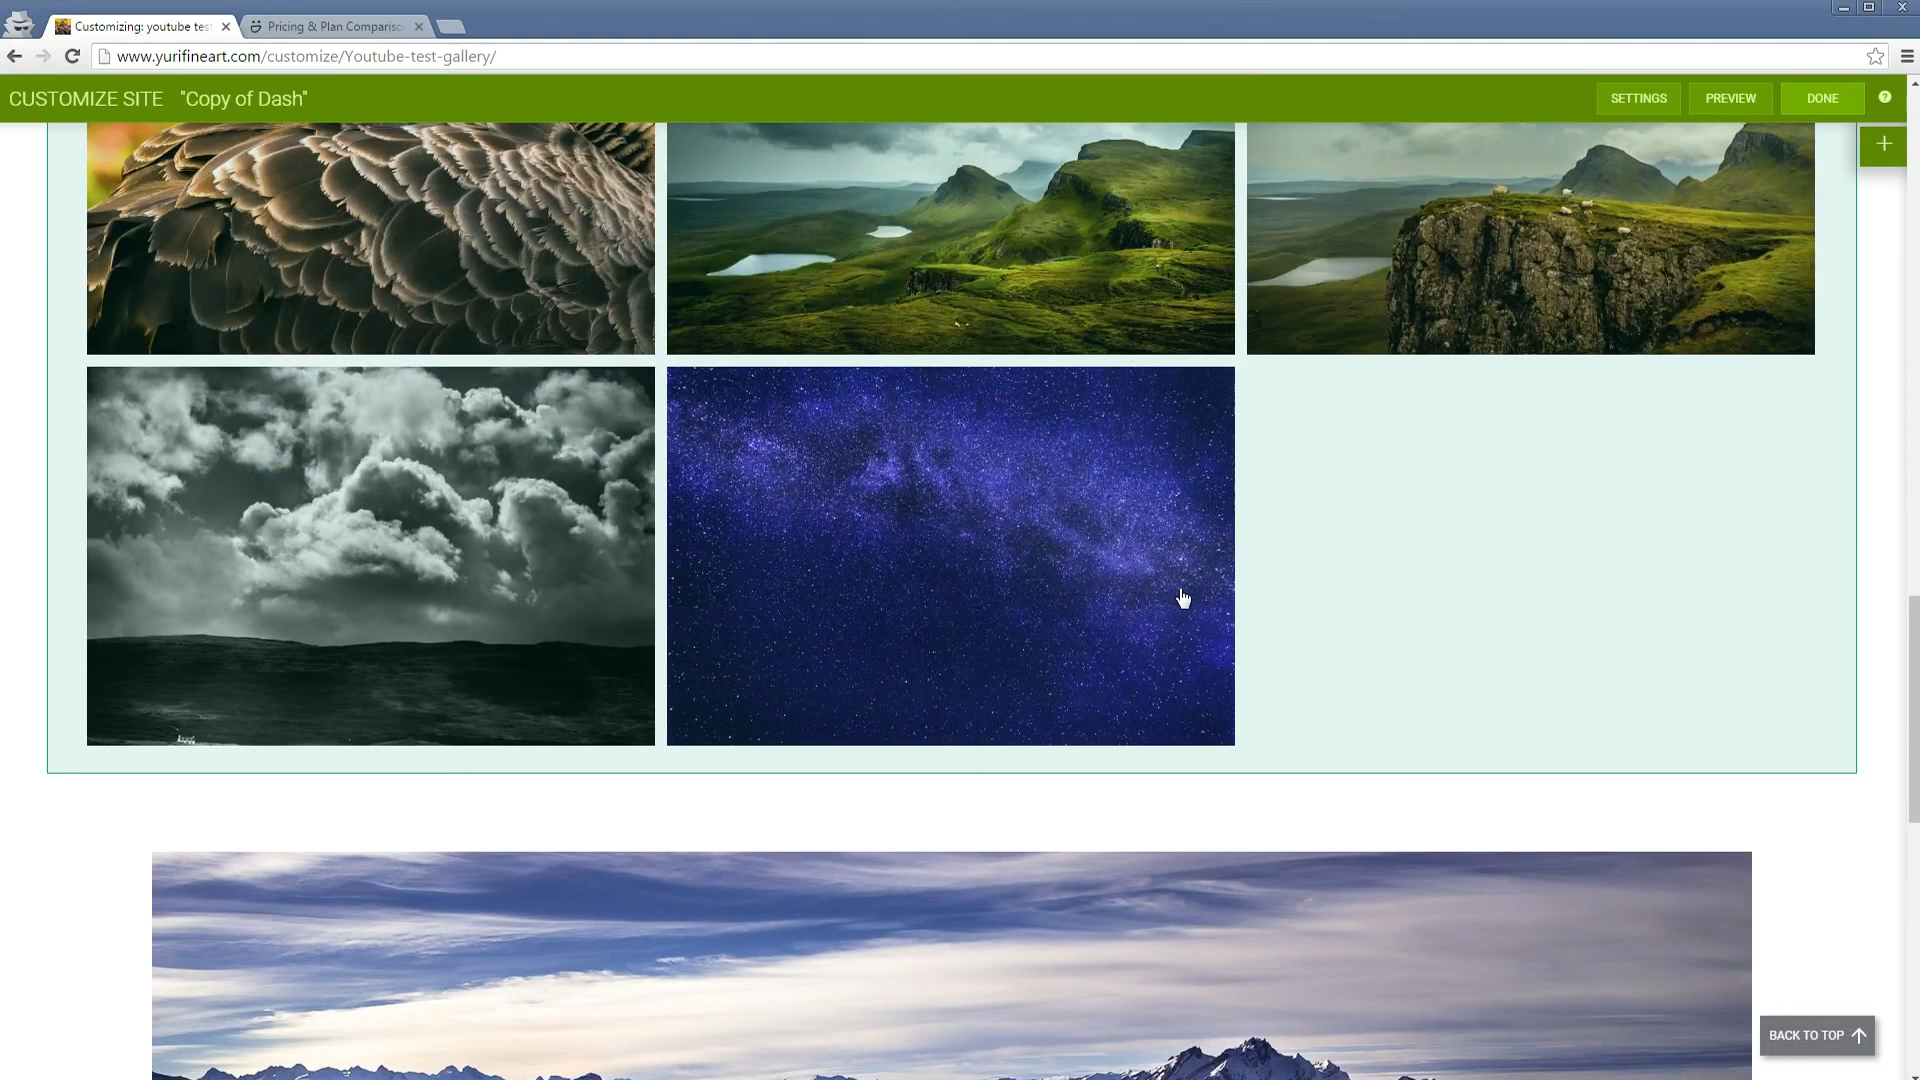 Customizing: youtube tes
Pricing & Plan Compariso
www.yurifineart.com/customize/Youtube-test-gallery/
CUSTOMIZE SITE "Copy of Dash"
SETTINGS
PREVIEW
DONE
?
BACK TO TOP